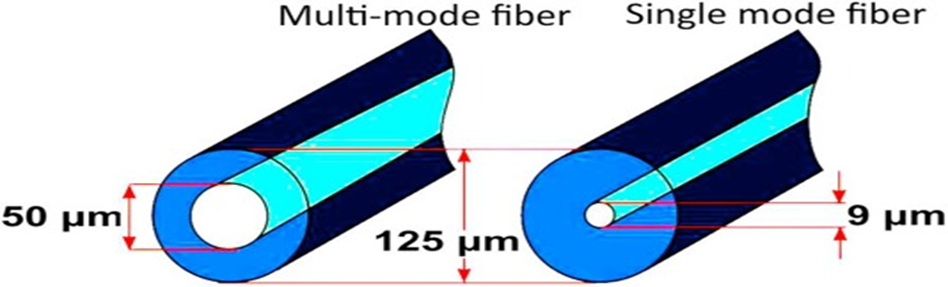 Multi-mode fiber
Single mode fiber
50 μm
125 μm
9 μm